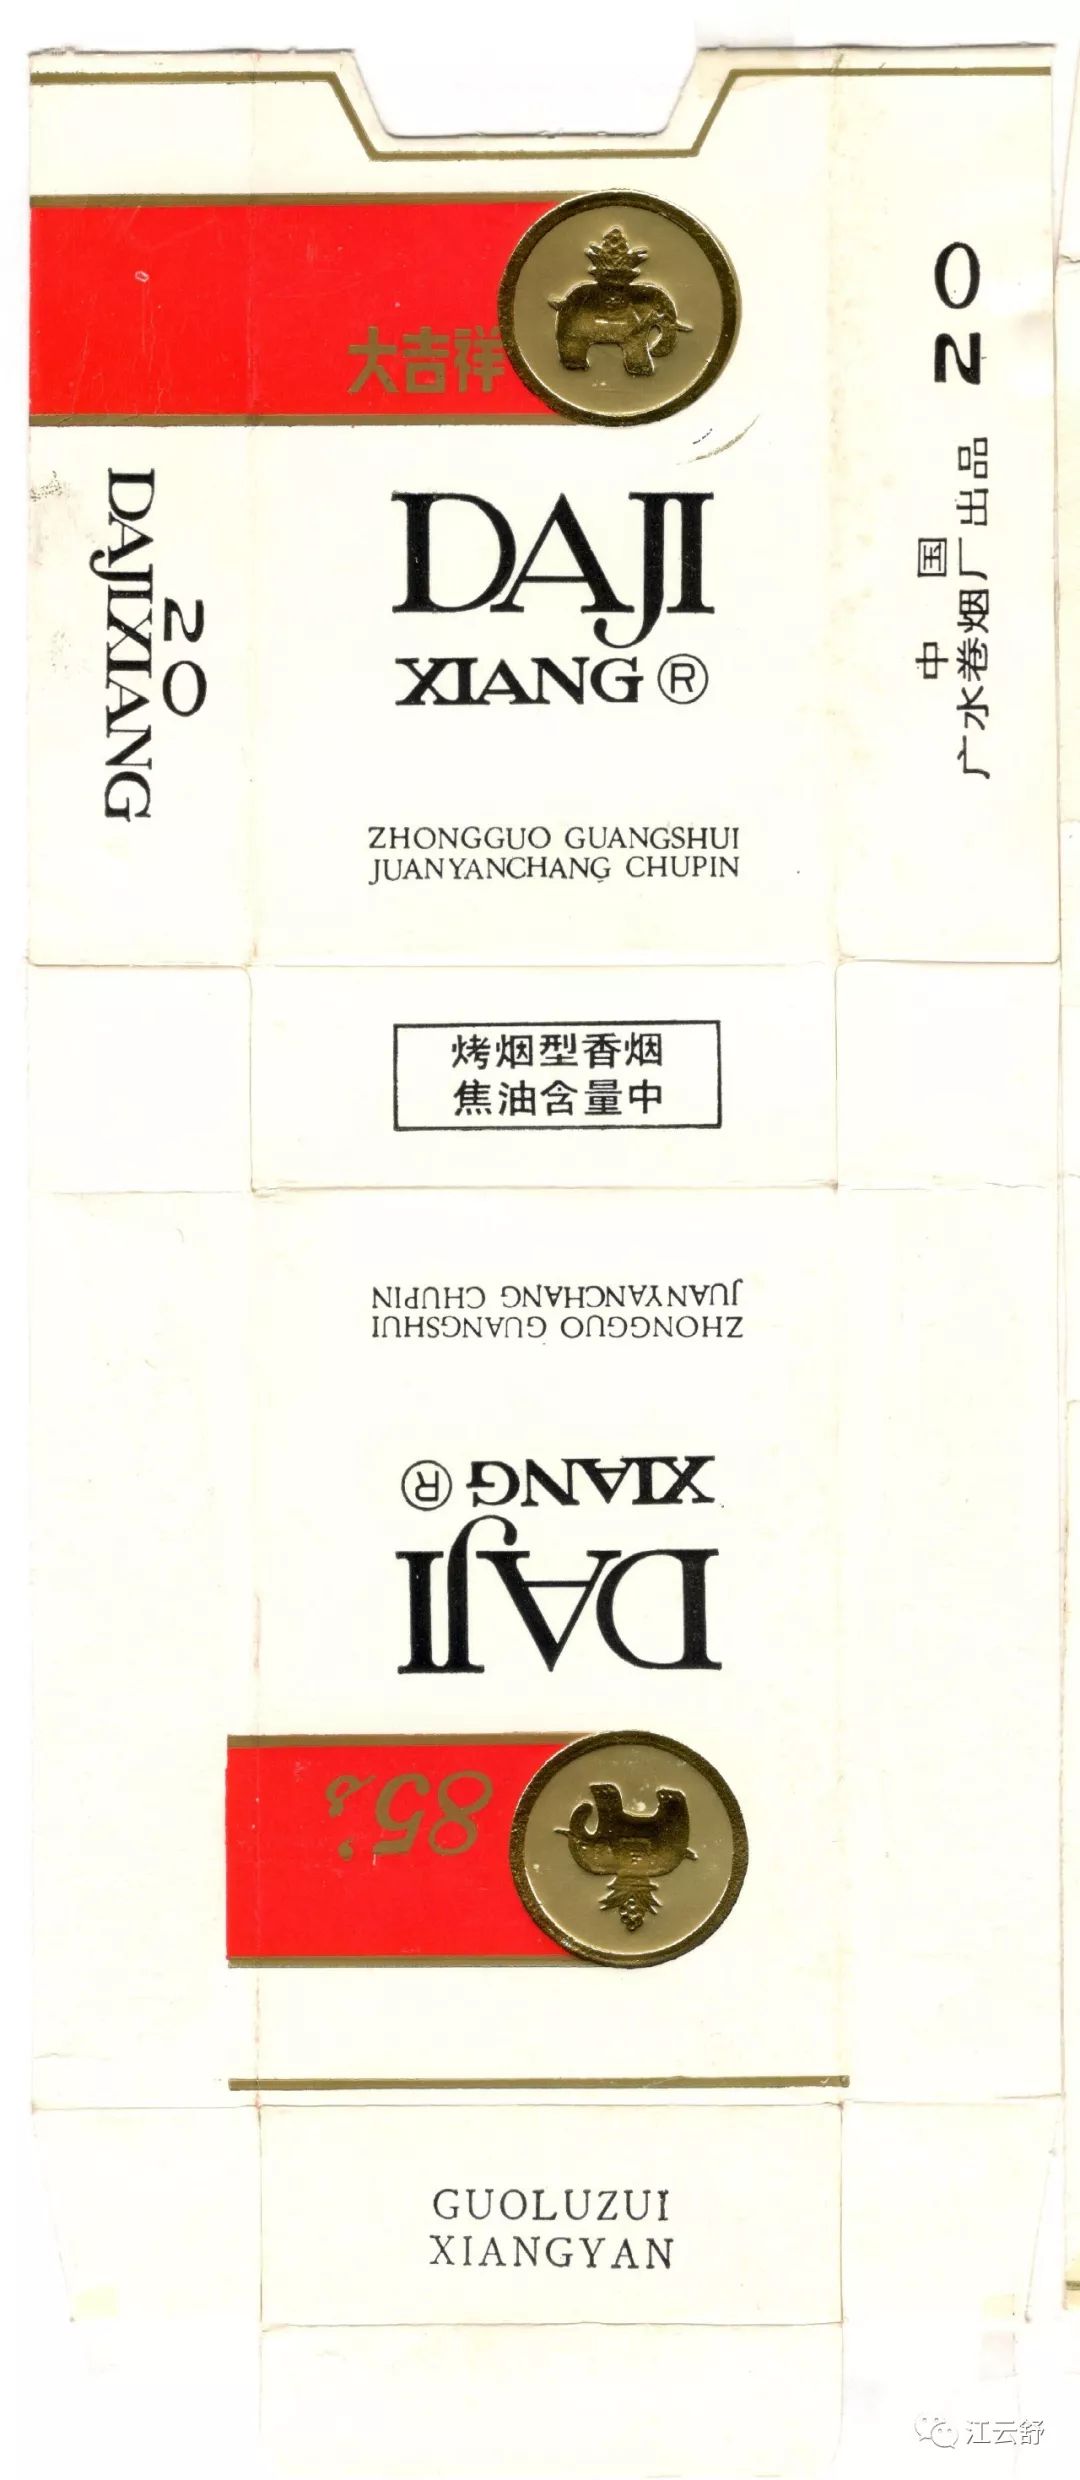 大吉祥
DAJI
XIANG®
ZHONGGUO GUANGSHUI
JUANYANCHANG CHUPIN
DAJIXIANG
20
20
中国
广水卷烟厂出品
烤烟型香烟
焦油含量中
ZHONGGUO GUANGSHUI
JUANYANCHANG CHUPIN
DAJI
XIANG®
85's
GUOLUZUI
XIANGYAN
江云舒